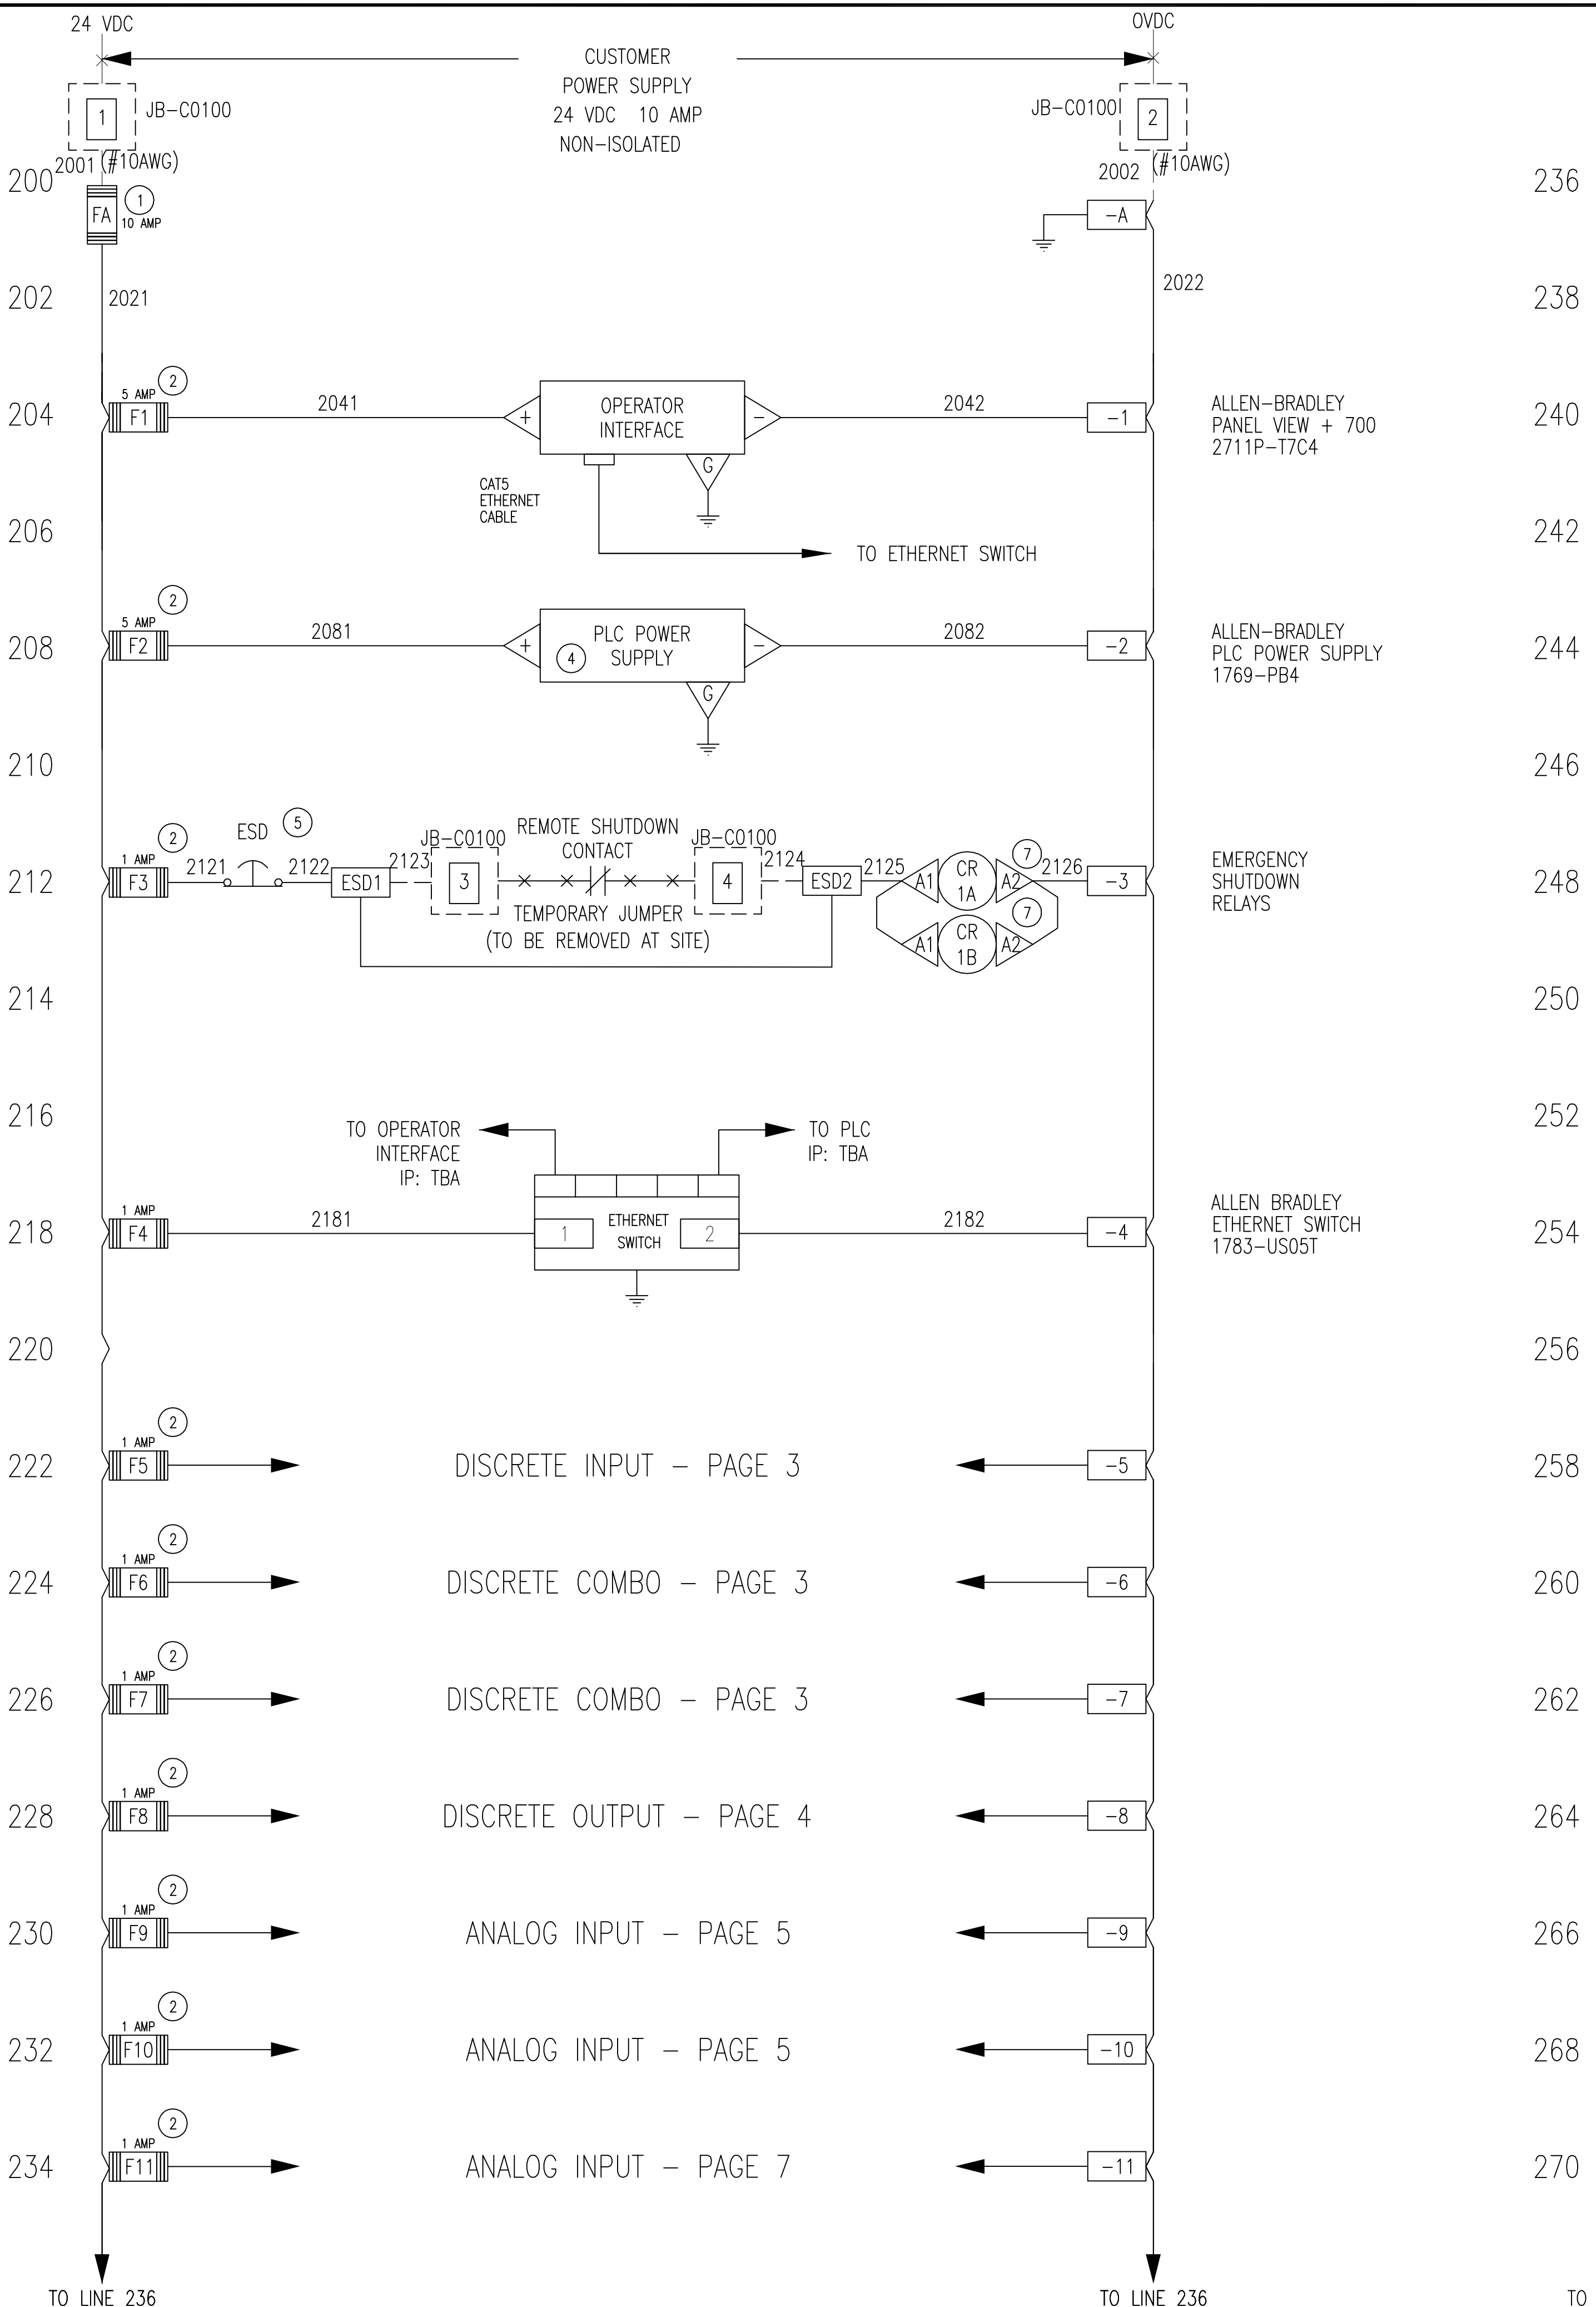 24 VDC
0VDC
CUSTOMER
POWER SUPPLY
24 VDC 10 AMP
NON-ISOLATED
1
JB-C0100
JB-C0100
2
2001 (#10AWG)
2002 (#10AWG)
200
236
FA
1
10 AMP
-A
202
2021
2022
238
204
5 AMP
2
F1
2041
+
OPERATOR
INTERFACE
-
G
2042
-1
ALLEN-BRADLEY
PANEL VIEW + 700
2711P-T7C4
240
CAT5
ETHERNET
CABLE
206
TO ETHERNET SWITCH
242
208
5 AMP
2
F2
2081
+
PLC POWER
SUPPLY
4
-
G
2082
-2
ALLEN-BRADLEY
PLC POWER SUPPLY
1769-PB4
244
210
246
212
1 AMP
2
F3
2121
ESD
5
2122
ESD1
2123
JB-C0100
3
REMOTE SHUTDOWN
CONTACT
TEMPORARY JUMPER
(TO BE REMOVED AT SITE)
JB-C0100
4
2124
ESD2
2125
A1
CR
1A
A2
7
2126
-3
A1
CR
1B
A2
7
EMERGENCY
SHUTDOWN
RELAYS
248
214
250
216
TO OPERATOR
INTERFACE
IP: TBA
TO PLC
IP: TBA
252
218
1 AMP
F4
2181
1
ETHERNET
SWITCH
2
2182
-4
ALLEN BRADLEY
ETHERNET SWITCH
1783-US05T
254
220
256
222
1 AMP
2
F5
DISCRETE INPUT - PAGE 3
-5
258
224
1 AMP
2
F6
DISCRETE COMBO - PAGE 3
-6
260
226
1 AMP
2
F7
DISCRETE COMBO - PAGE 3
-7
262
228
1 AMP
2
F8
DISCRETE OUTPUT - PAGE 4
-8
264
230
1 AMP
2
F9
ANALOG INPUT - PAGE 5
-9
266
232
1 AMP
2
F10
ANALOG INPUT - PAGE 5
-10
268
234
1 AMP
2
F11
ANALOG INPUT - PAGE 7
-11
270
TO LINE 236
TO LINE 236
TO